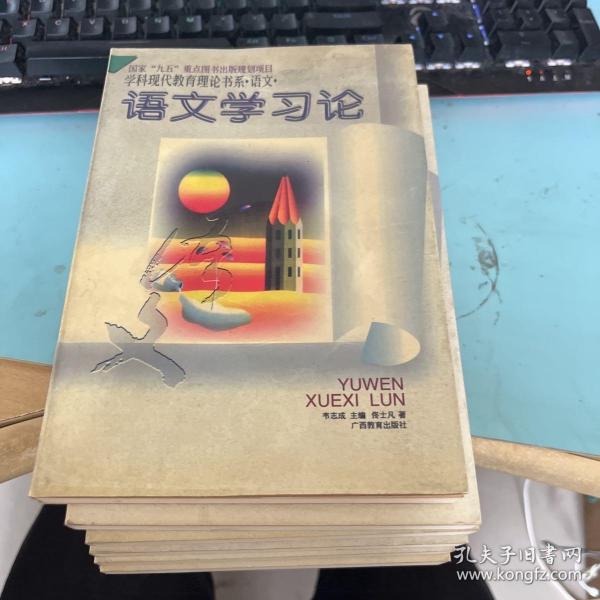 国家“九五”重点图书出版规划项目
学科现代教育理论书系·语文·
语文学习论
YUWEN
XUEXI LUN
韦志成 主编 佟士凡 著
广西教育出版社
孔夫子旧书网
www.kongfz.com